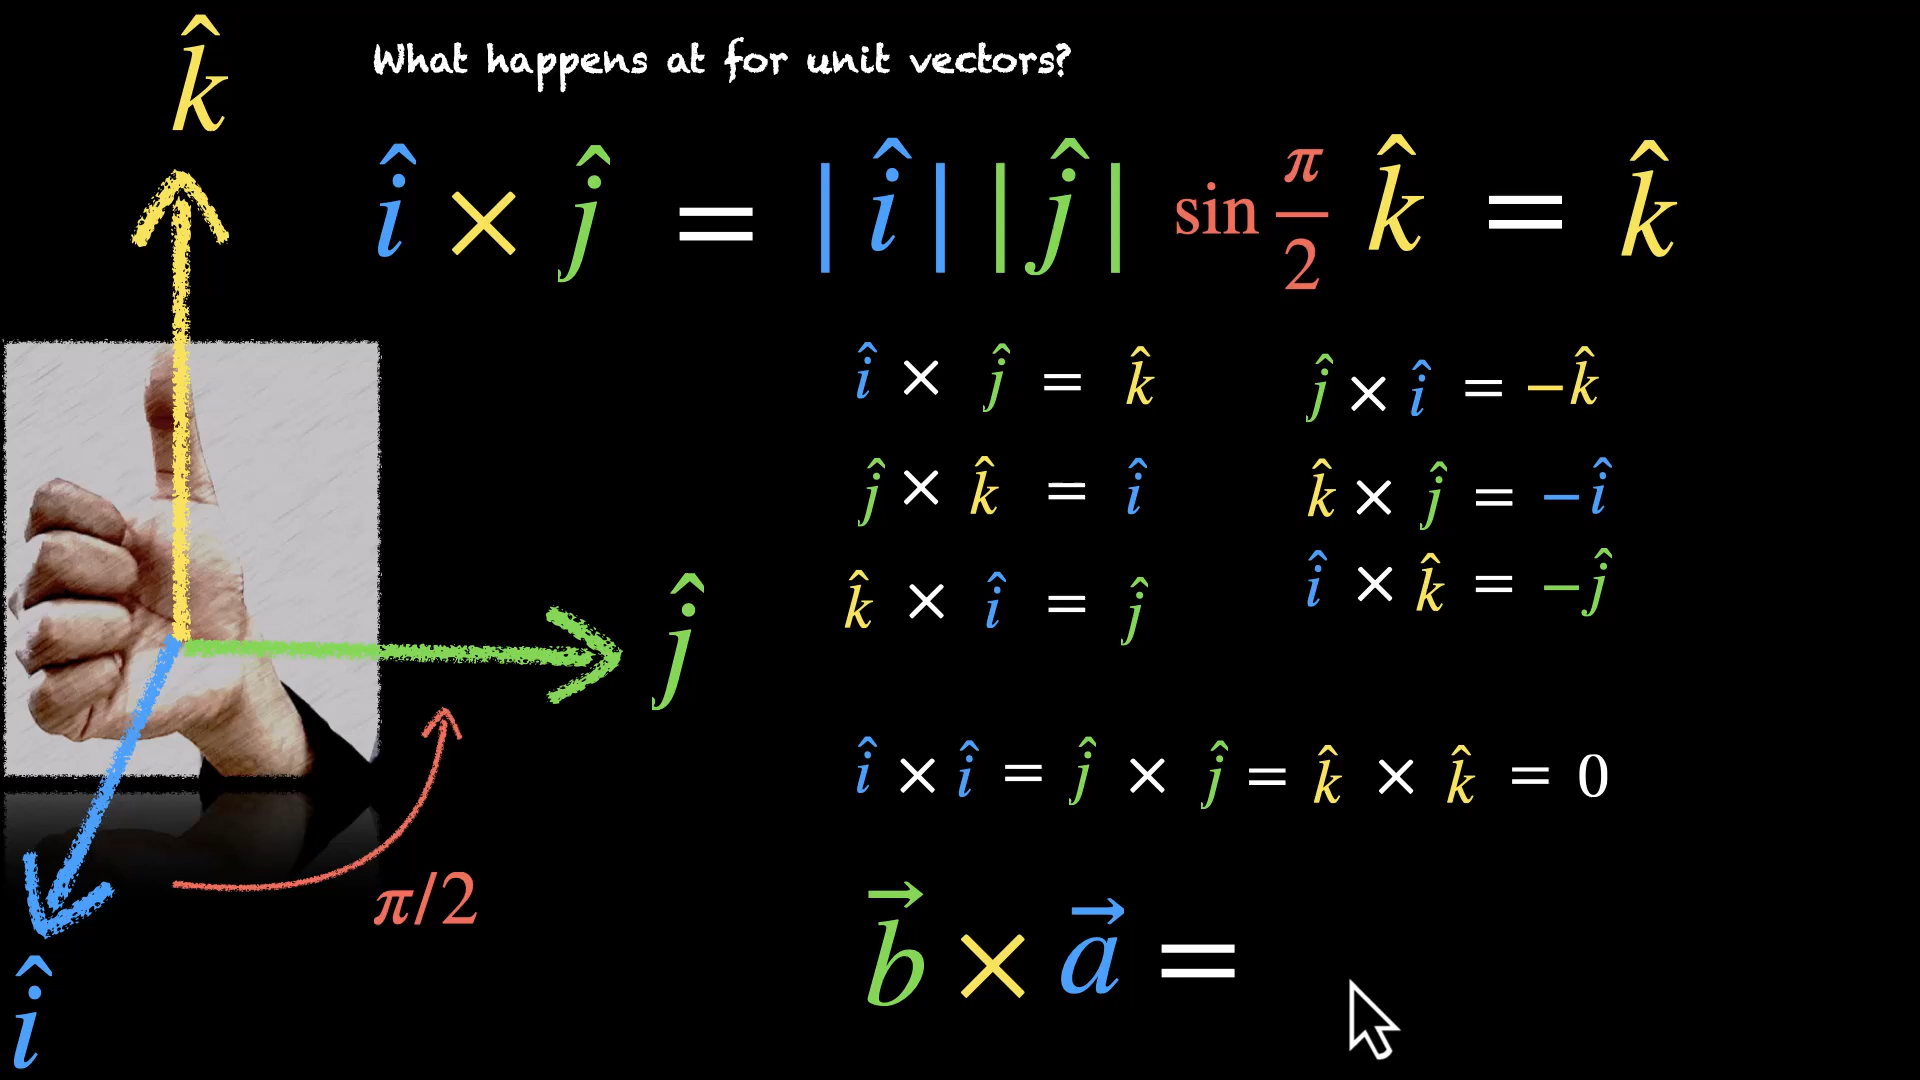 k̂
What happens at for unit vectors?
î × ĵ = |î| |ĵ| sin π/2 k̂ = k̂
î × ĵ = k̂
ĵ × î = −k̂
ĵ × k̂ = î
k̂ × ĵ = −î
k̂ × î = ĵ
î × k̂ = −ĵ
ĵ
î × î = ĵ × ĵ = k̂ × k̂ = 0
π/2
b⃗ × a⃗ =
î